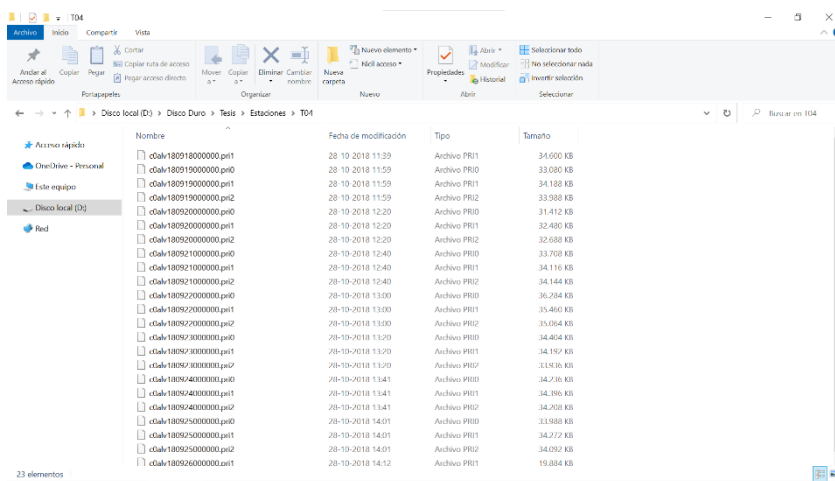 T04
Archivo Inicio Compartir Vista
Anclar al Acceso rápido
Copiar
Pegar
Cortar
Copiar ruta de acceso
Pegar acceso directo
Portapapeles
Mover a
Copiar a
Eliminar
Cambiar nombre
Organizar
Nueva carpeta
Nuevo elemento
Fácil acceso
Nuevo
Propiedades
Abrir
Modificar
Historial
Abrir
Seleccionar todo
No seleccionar nada
Invertir selección
Seleccionar
Disco local (D:) > Disco Duro > Tesis > Estaciones > T04
Buscar en T04
Acceso rápido
OneDrive - Personal
Este equipo
Disco local (D:)
Red
Nombre Fecha de modificación Tipo Tamaño
c0alv180918000000.pri1 28-10-2018 11:39 Archivo PRI1 34.600 KB
c0alv180919000000.pri0 28-10-2018 11:59 Archivo PRI0 33.080 KB
c0alv180919000000.pri1 28-10-2018 11:59 Archivo PRI1 34.188 KB
c0alv180919000000.pri2 28-10-2018 11:59 Archivo PRI2 33.988 KB
c0alv180920000000.pri0 28-10-2018 12:20 Archivo PRI0 31.412 KB
c0alv180920000000.pri1 28-10-2018 12:20 Archivo PRI1 32.480 KB
c0alv180920000000.pri2 28-10-2018 12:20 Archivo PRI2 32.688 KB
c0alv180921000000.pri0 28-10-2018 12:40 Archivo PRI0 33.708 KB
c0alv180921000000.pri1 28-10-2018 12:40 Archivo PRI1 34.116 KB
c0alv180921000000.pri2 28-10-2018 12:40 Archivo PRI2 34.144 KB
c0alv180922000000.pri0 28-10-2018 13:00 Archivo PRI0 36.284 KB
c0alv180922000000.pri1 28-10-2018 13:00 Archivo PRI1 35.460 KB
c0alv180922000000.pri2 28-10-2018 13:00 Archivo PRI2 35.064 KB
c0alv180923000000.pri0 28-10-2018 13:20 Archivo PRI0 34.404 KB
c0alv180923000000.pri1 28-10-2018 13:20 Archivo PRI1 34.192 KB
c0alv180923000000.pri2 28-10-2018 13:20 Archivo PRI2 33.936 KB
c0alv180924000000.pri0 28-10-2018 13:41 Archivo PRI0 34.236 KB
c0alv180924000000.pri1 28-10-2018 13:41 Archivo PRI1 34.396 KB
c0alv180924000000.pri2 28-10-2018 13:41 Archivo PRI2 34.208 KB
c0alv180925000000.pri0 28-10-2018 14:01 Archivo PRI0 33.988 KB
c0alv180925000000.pri1 28-10-2018 14:01 Archivo PRI1 34.272 KB
c0alv180925000000.pri2 28-10-2018 14:01 Archivo PRI2 34.092 KB
c0alv180926000000.pri1 28-10-2018 14:12 Archivo PRI1 19.884 KB
23 elementos